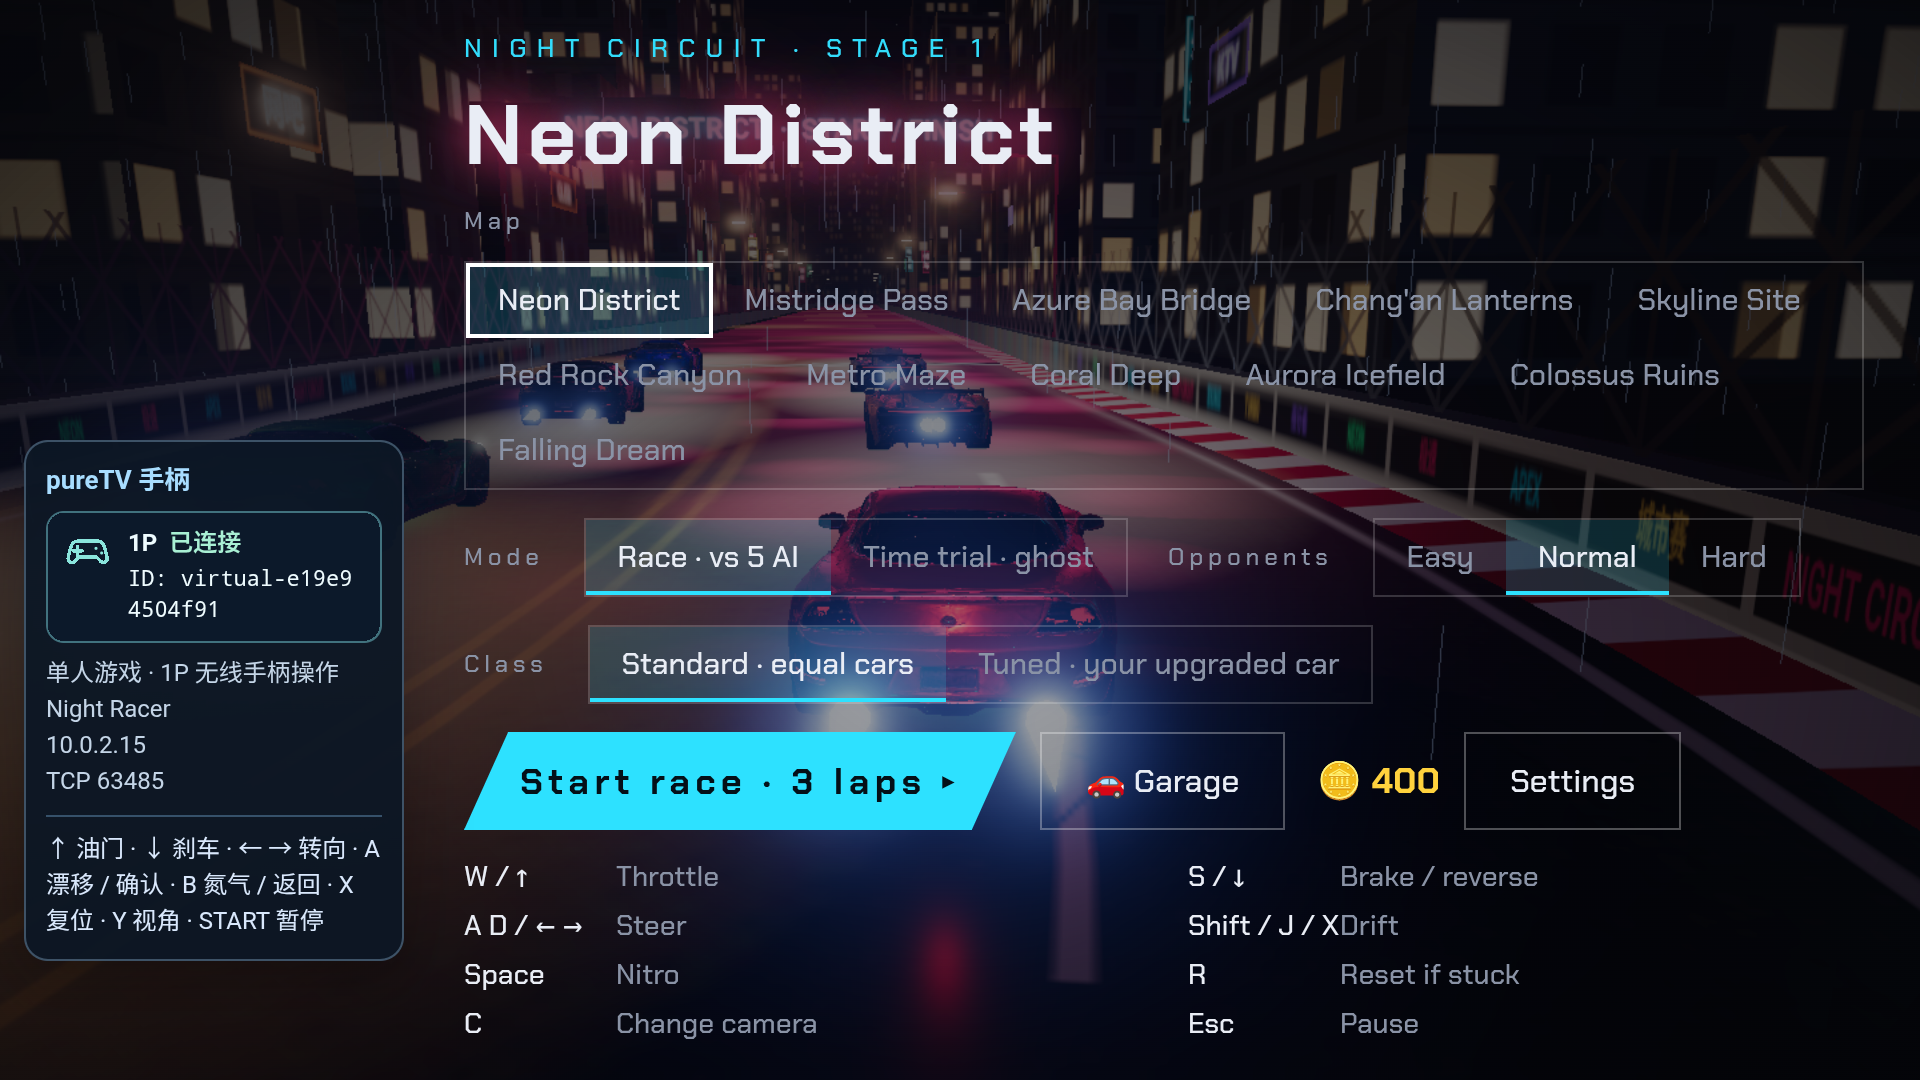 NIGHT CIRCUIT · STAGE 1
Neon District
Map
Neon District Mistridge Pass Azure Bay Bridge Chang'an Lanterns Skyline Site
Red Rock Canyon Metro Maze Coral Deep Aurora Icefield Colossus Ruins
Falling Dream
Mode Race · vs 5 AI Time trial · ghost Opponents Easy Normal Hard
Class Standard · equal cars Tuned · your upgraded car
Start race · 3 laps ▸ 🚗 Garage 🪙 400 Settings
W / ↑ Throttle S / ↓ Brake / reverse
A D / ← → Steer Shift / J / X Drift
Space Nitro R Reset if stuck
C Change camera Esc Pause
pureTV 手柄
1P 已连接
ID: virtual-e19e9
4504f91
单人游戏 · 1P 无线手柄操作
Night Racer
10.0.2.15
TCP 63485
↑ 油门 · ↓ 刹车 · ← → 转向 · A
漂移 / 确认 · B 氮气 / 返回 · X
复位 · Y 视角 · START 暂停
APEX
城市赛
NIGHT CIRC